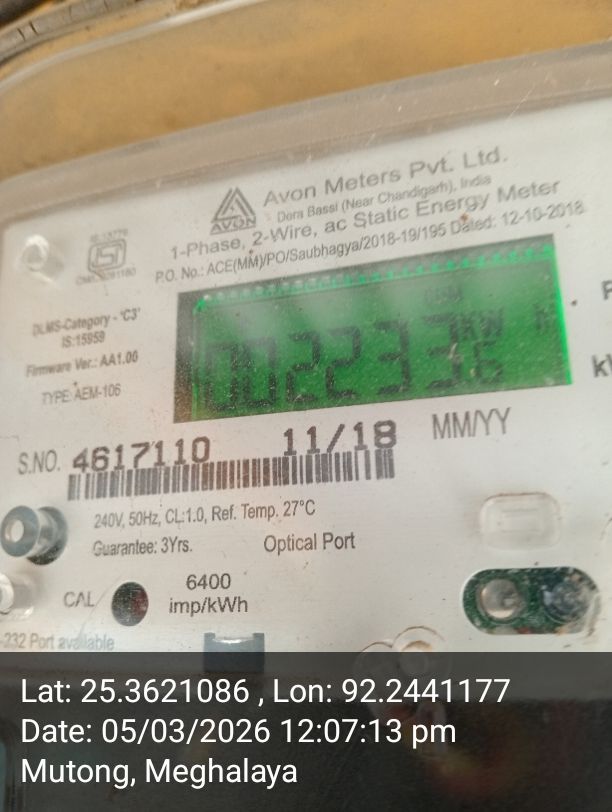 Avon Meters Pvt. Ltd.
AVON
Dera Bassi (Near Chandigarh), India
1-Phase, 2-Wire, ac Static Energy Meter
P.O. No.: ACE(MM)/PO/Saubhagya/2018-19/195 Dated: 12-10-2018
DLMS-Category - 'C3'
IS:15959
Firmware Ver.: AA1.06
TYPE: AEM-106
002233
KW H
S.NO. 4617110 11/18 MM/YY
240V, 50Hz, CL:1.0, Ref. Temp. 27°C
Guarantee: 3Yrs. Optical Port
CAL 6400
imp/kWh
-232 Port available
Lat: 25.3621086 , Lon: 92.2441177
Date: 05/03/2026 12:07:13 pm
Mutong, Meghalaya